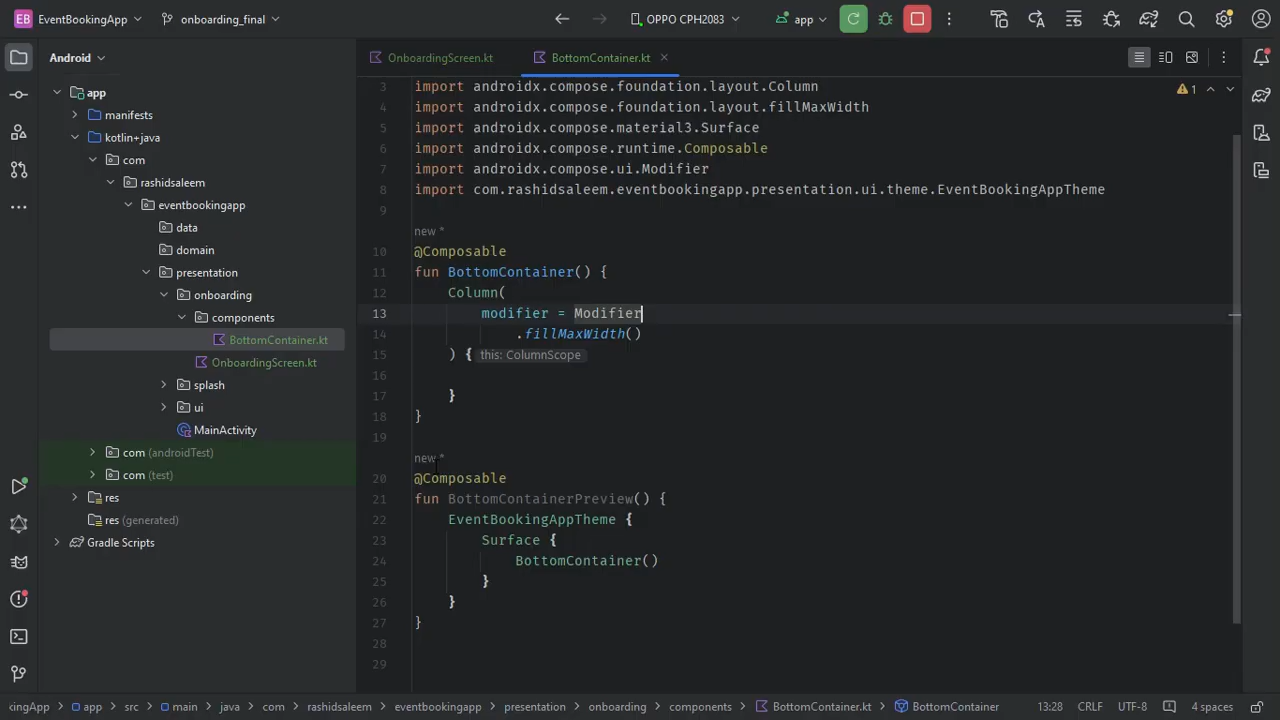 EB EventBookingApp onboarding_final OPPO CPH2083 app
Android
OnboardingScreen.kt BottomContainer.kt
app
manifests
kotlin+java
com
rashidsaleem
eventbookingapp
data
domain
presentation
onboarding
components
BottomContainer.kt
OnboardingScreen.kt
splash
ui
MainActivity
com (androidTest)
com (test)
res
res (generated)
Gradle Scripts
1
3 import androidx.compose.foundation.layout.Column
4 import androidx.compose.foundation.layout.fillMaxWidth
5 import androidx.compose.material3.Surface
6 import androidx.compose.runtime.Composable
7 import androidx.compose.ui.Modifier
8 import com.rashidsaleem.eventbookingapp.presentation.ui.theme.EventBookingAppTheme
9
new *
10 @Composable
11 fun BottomContainer() {
12 Column(
13 modifier = Modifier
14 .fillMaxWidth()
15 ) { this: ColumnScope
16
17 }
18 }
19
new *
20 @Composable
21 fun BottomContainerPreview() {
22 EventBookingAppTheme {
23 Surface {
24 BottomContainer()
25 }
26 }
27 }
28
29
kingApp app src main java com rashidsaleem eventbookingapp presentation onboarding components BottomContainer.kt BottomContainer 13:28 CRLF UTF-8 4 spaces